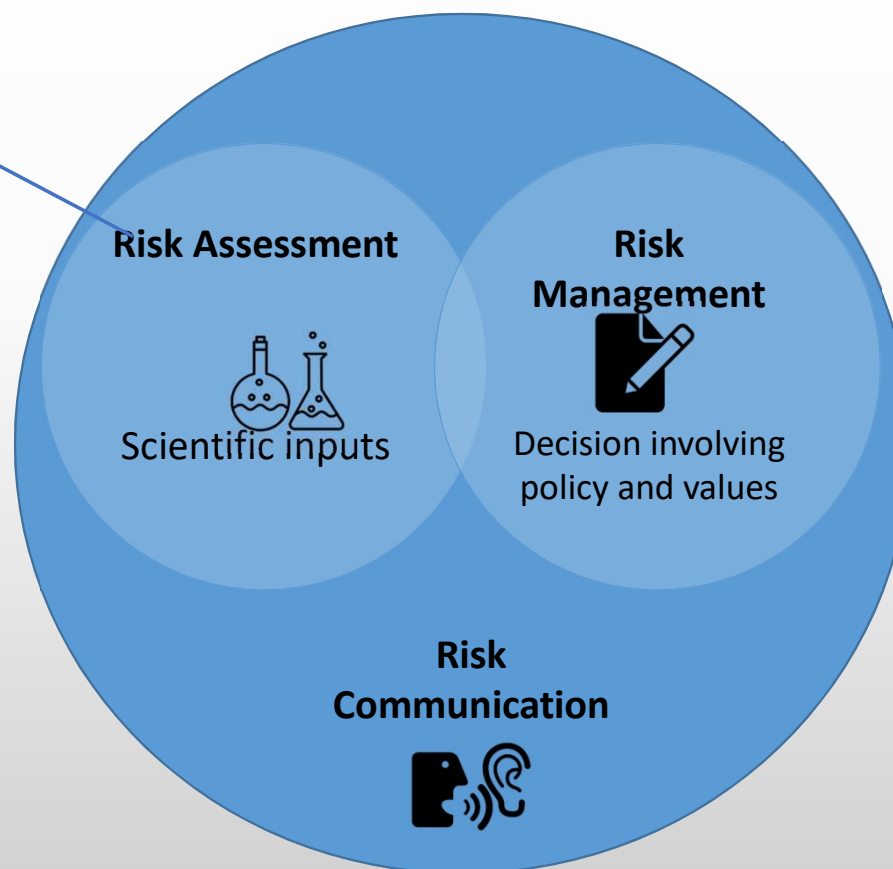 Risk Assessment
Scientific inputs
Risk
Management
Decision involving
policy and values
Risk
Communication